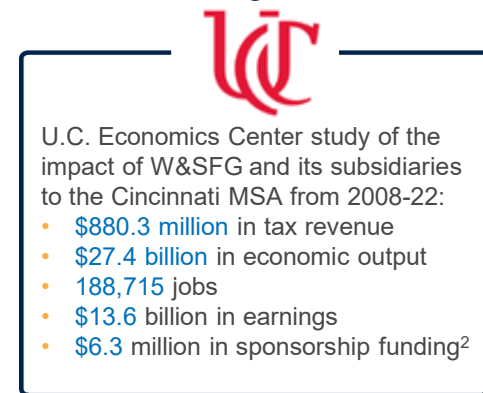 UC
U.C. Economics Center study of the
impact of W&SFG and its subsidiaries
to the Cincinnati MSA from 2008-22:
• $880.3 million in tax revenue
• $27.4 billion in economic output
• 188,715 jobs
• $13.6 billion in earnings
• $6.3 million in sponsorship funding²